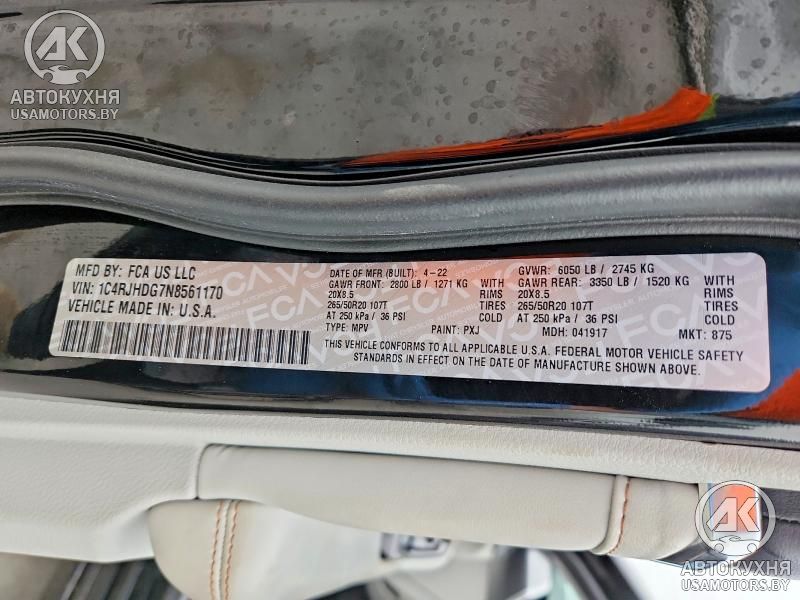 АК
АВТОКУХНЯ
USAMOTORS.BY
MFD BY: FCA US LLC
VIN: 1C4RJHDG7N8561170
VEHICLE MADE IN: U.S.A.
DATE OF MFR (BUILT): 4-22
GAWR FRONT: 2800 LB / 1271 KG WITH
20X8.5 RIMS
265/50R20 107T TIRES
AT 250 kPa / 36 PSI COLD
TYPE: MPV PAINT: PXJ
GVWR: 6050 LB / 2745 KG
GAWR REAR: 3350 LB / 1520 KG WITH
20X8.5 RIMS
265/50R20 107T TIRES
AT 250 kPa / 36 PSI COLD
MDH: 041917 MKT: 875
THIS VEHICLE CONFORMS TO ALL APPLICABLE U.S.A. FEDERAL MOTOR VEHICLE SAFETY
STANDARDS IN EFFECT ON THE DATE OF MANUFACTURE SHOWN ABOVE.
АК
АВТОКУХНЯ
USAMOTORS.BY